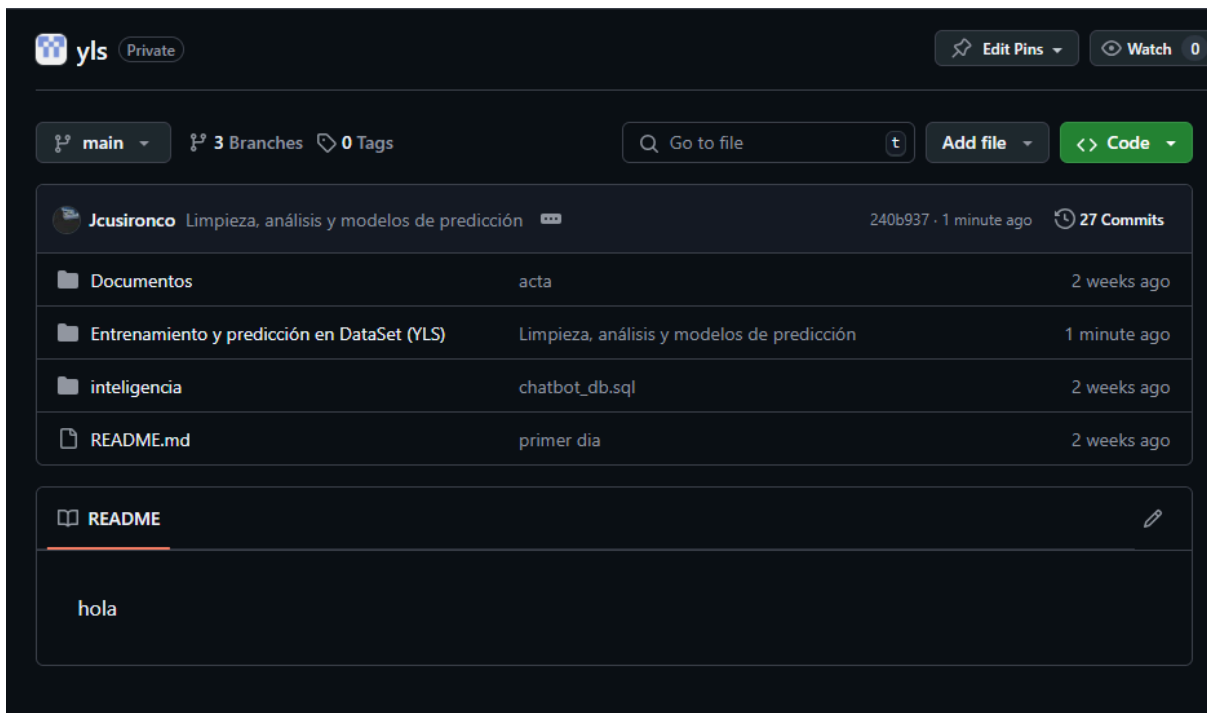 yls Private Edit Pins Watch 0
main 3 Branches 0 Tags Go to file t Add file Code
Jcusironco Limpieza, análisis y modelos de predicción 240b937 · 1 minute ago 27 Commits
Documentos acta 2 weeks ago
Entrenamiento y predicción en DataSet (YLS) Limpieza, análisis y modelos de predicción 1 minute ago
inteligencia chatbot_db.sql 2 weeks ago
README.md primer dia 2 weeks ago
README
hola